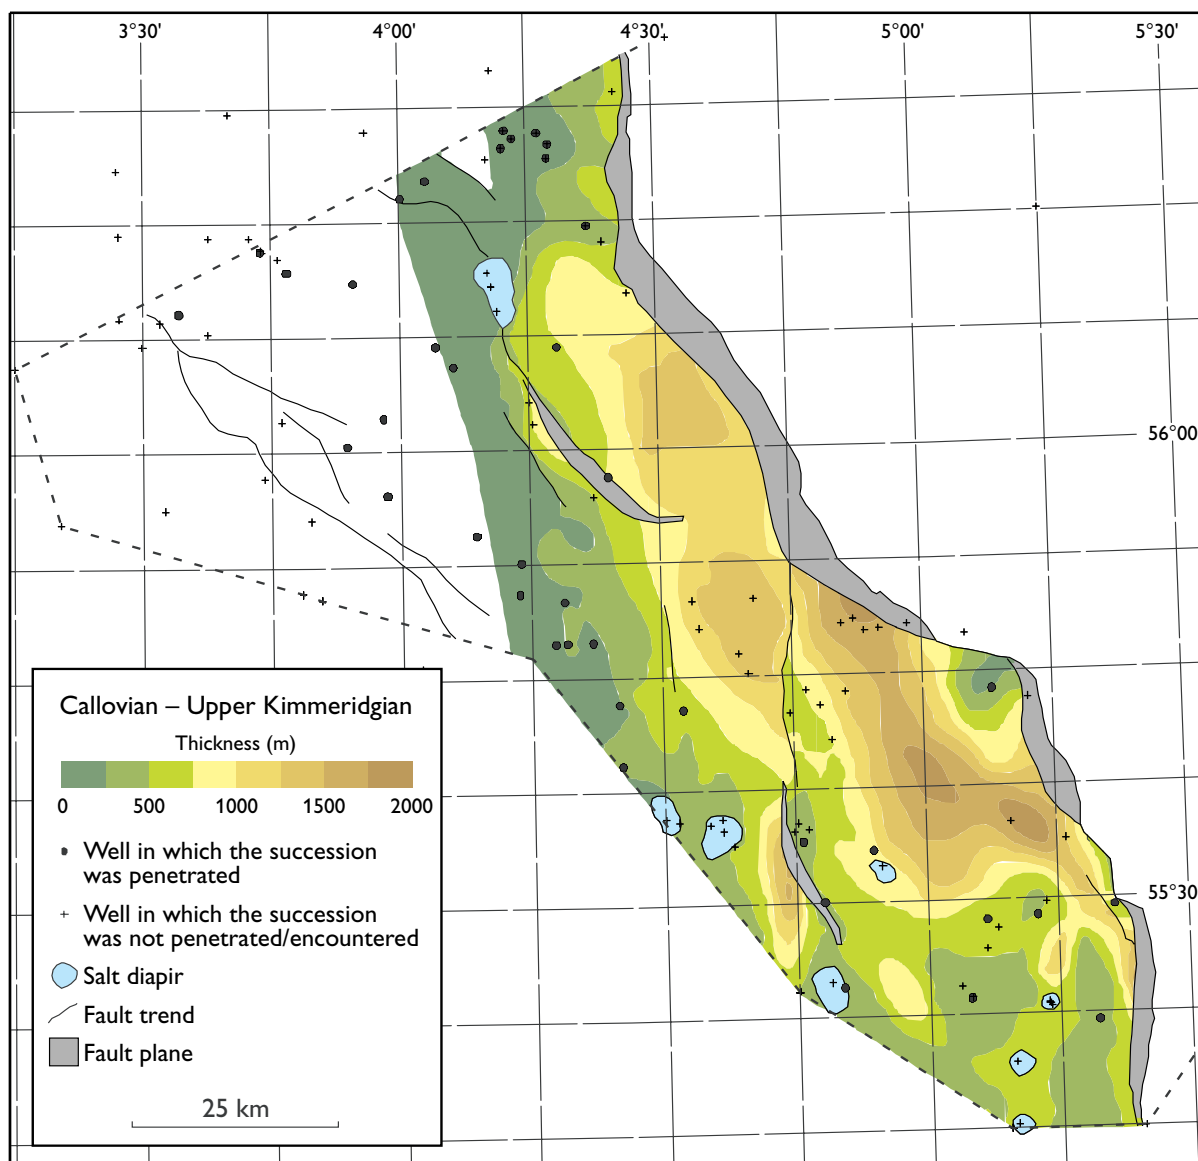 3°30'
4°00'
4°30'
5°00'
5°30'
56°00'
55°30'
Callovian – Upper Kimmeridgian
Thickness (m)
0 500 1000 1500 2000
Well in which the succession
was penetrated
Well in which the succession
was not penetrated/encountered
Salt diapir
Fault trend
Fault plane
25 km